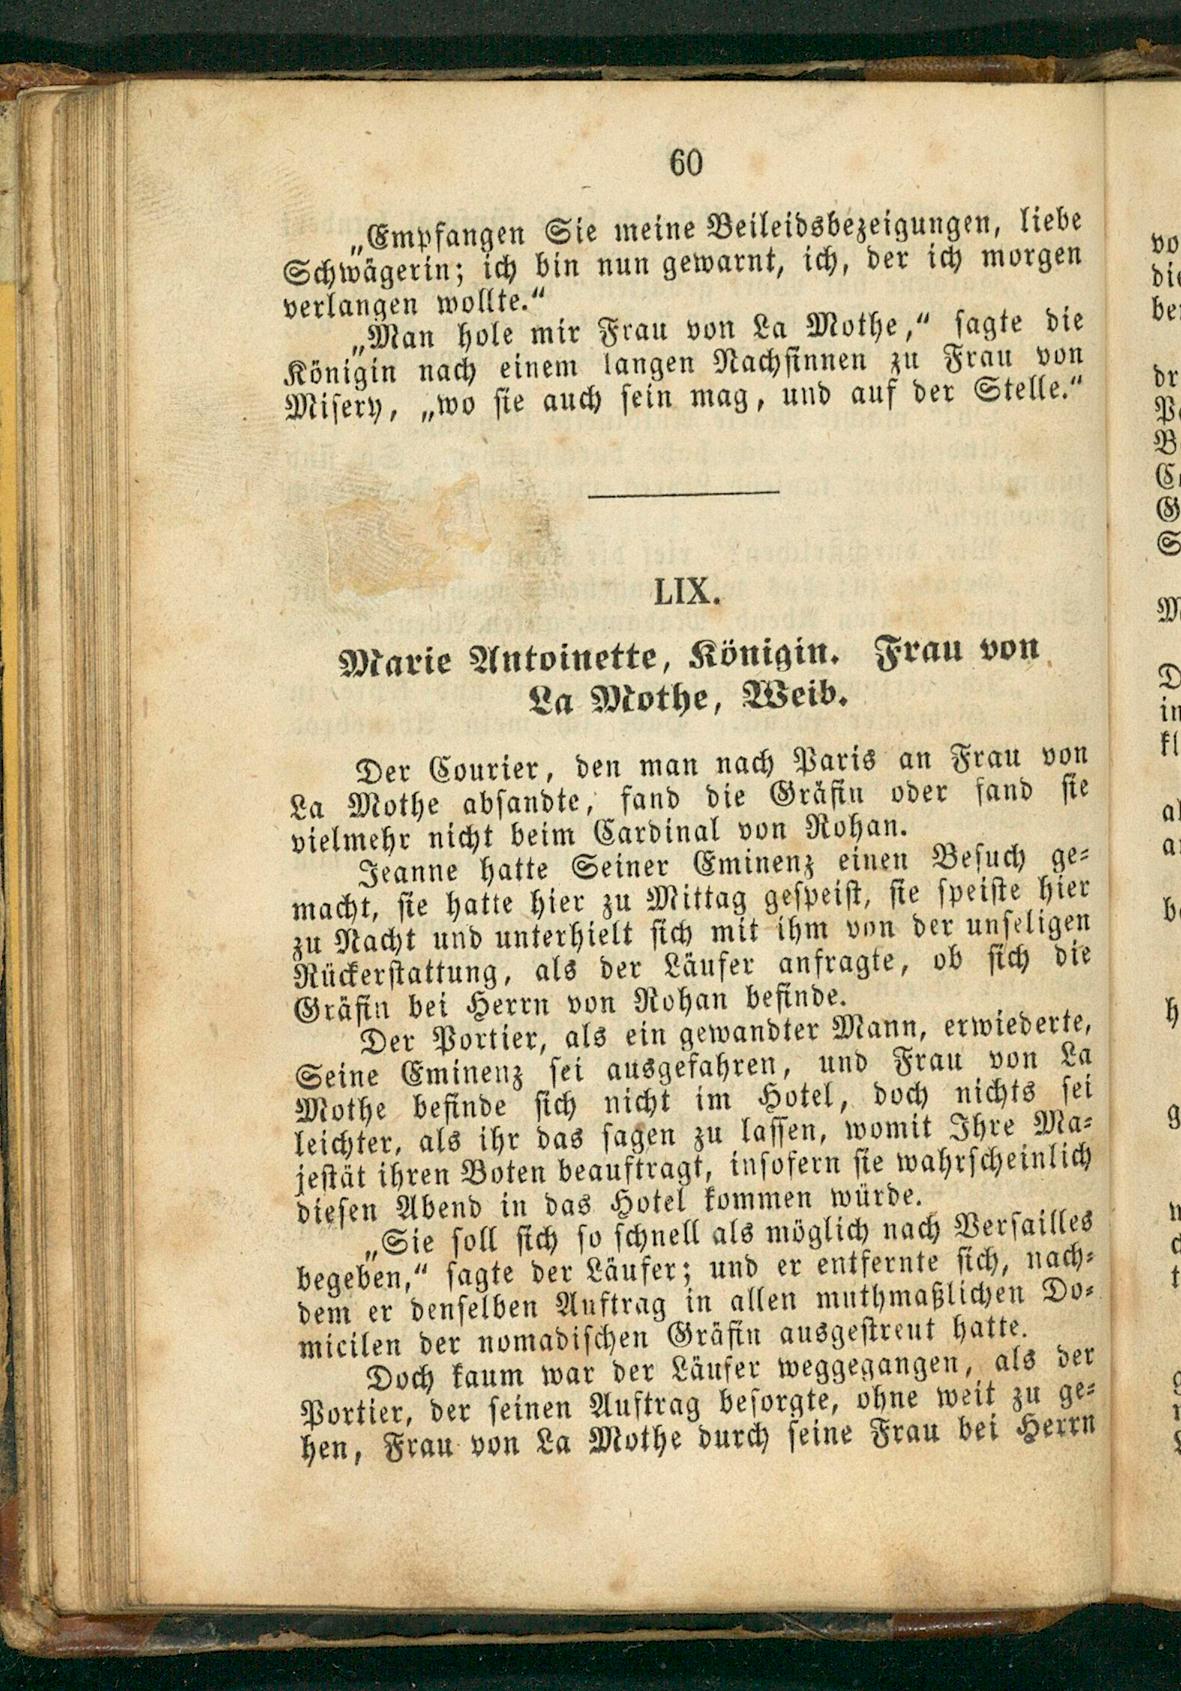 60
„Empfangen Sie meine Beileidsbezeigungen, liebe
Schwägerin; ich bin nun gewarnt, ich, der ich morgen
verlangen wollte.“
„Man hole mir Frau von La Mothe,“ sagte die
Königin nach einem langen Nachsinnen zu Frau von
Misery, „wo sie auch sein mag, und auf der Stelle.“
LIX.
Marie Antoinette, Königin. Frau von
La Mothe, Weib.
Der Courier, den man nach Paris an Frau von
La Mothe absandte, fand die Gräfin oder fand sie
vielmehr nicht beim Cardinal von Rohan.
Jeanne hatte Seiner Eminenz einen Besuch ge-
macht, sie hatte hier zu Mittag gespeist, sie speiste hier
zu Nacht und unterhielt sich mit ihm von der unseligen
Rückerstattung, als der Läufer anfragte, ob sich die
Gräfin bei Herrn von Rohan befinde.
Der Portier, als ein gewandter Mann, erwiederte,
Seine Eminenz sei ausgefahren, und Frau von La
Mothe befinde sich nicht im Hotel, doch nichts sei
leichter, als ihr das sagen zu lassen, womit Ihre Ma-
jestät ihren Boten beauftragt, insofern sie wahrscheinlich
diesen Abend in das Hotel kommen würde.
„Sie soll sich so schnell als möglich nach Versailles
begeben,“ sagte der Läufer; und er entfernte sich, nach-
dem er denselben Auftrag in allen muthmaßlichen Do-
micilen der nomadischen Gräfin ausgestreut hatte.
Doch kaum war der Läufer weggegangen, als der
Portier, der seinen Auftrag besorgte, ohne weit zu ge-
hen, Frau von La Mothe durch seine Frau bei Herrn